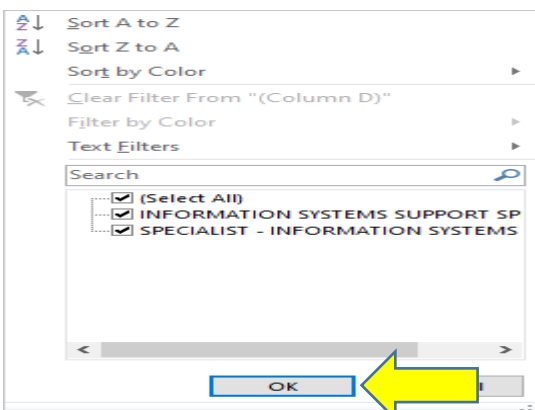 Sort A to Z
Sort Z to A
Sort by Color
Clear Filter From "(Column D)"
Filter by Color
Text Filters
Search
(Select All)
INFORMATION SYSTEMS SUPPORT SP
SPECIALIST - INFORMATION SYSTEMS
OK